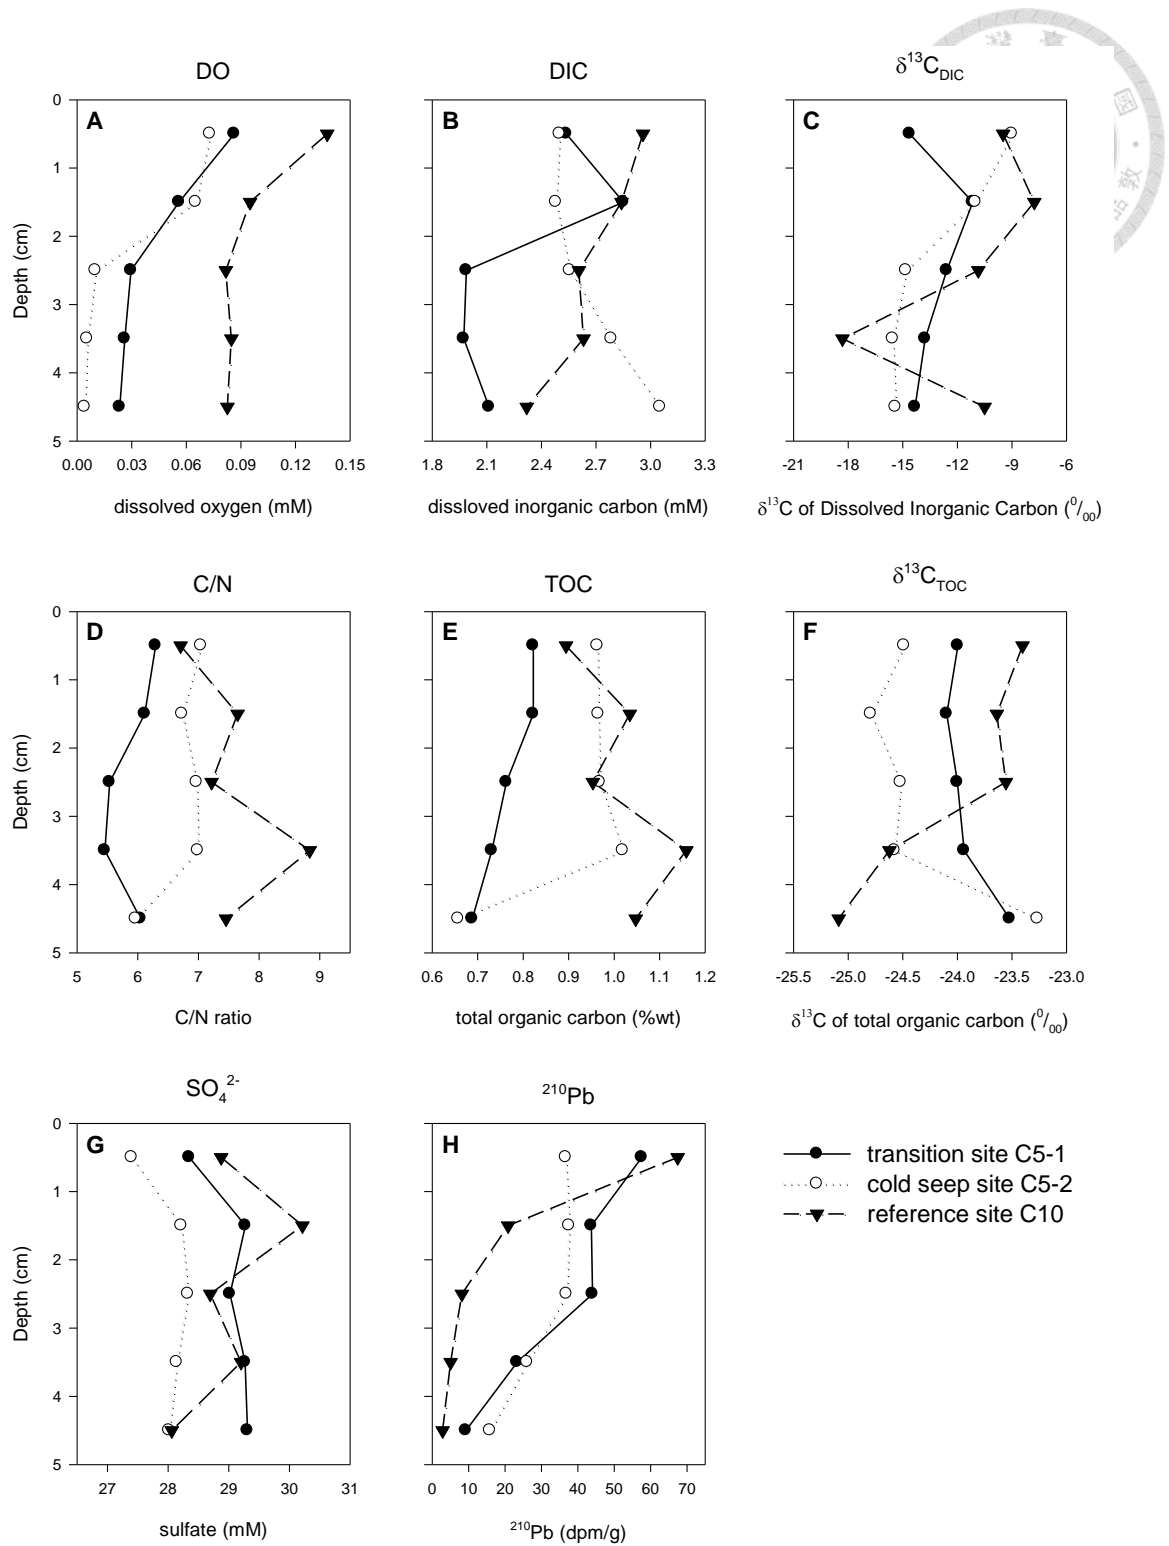 DO DIC δ¹³C_DIC
A B C
0
1
2
3
4
5
Depth (cm)
0.00 0.03 0.06 0.09 0.12 0.15
1.8 2.1 2.4 2.7 3.0 3.3
-21 -18 -15 -12 -9 -6
dissolved oxygen (mM)
dissloved inorganic carbon (mM)
δ¹³C of Dissolved Inorganic Carbon (⁰/₀₀)
C/N TOC δ¹³C_TOC
D E F
0
1
2
3
4
5
Depth (cm)
5 6 7 8 9
0.6 0.7 0.8 0.9 1.0 1.1 1.2
-25.5 -25.0 -24.5 -24.0 -23.5 -23.0
C/N ratio
total organic carbon (%wt)
δ¹³C of total organic carbon (⁰/₀₀)
SO₄²⁻ ²¹⁰Pb
G H
0
1
2
3
4
5
Depth (cm)
27 28 29 30 31
0 10 20 30 40 50 60 70
sulfate (mM)
²¹⁰Pb (dpm/g)
transition site C5-1
cold seep site C5-2
reference site C10